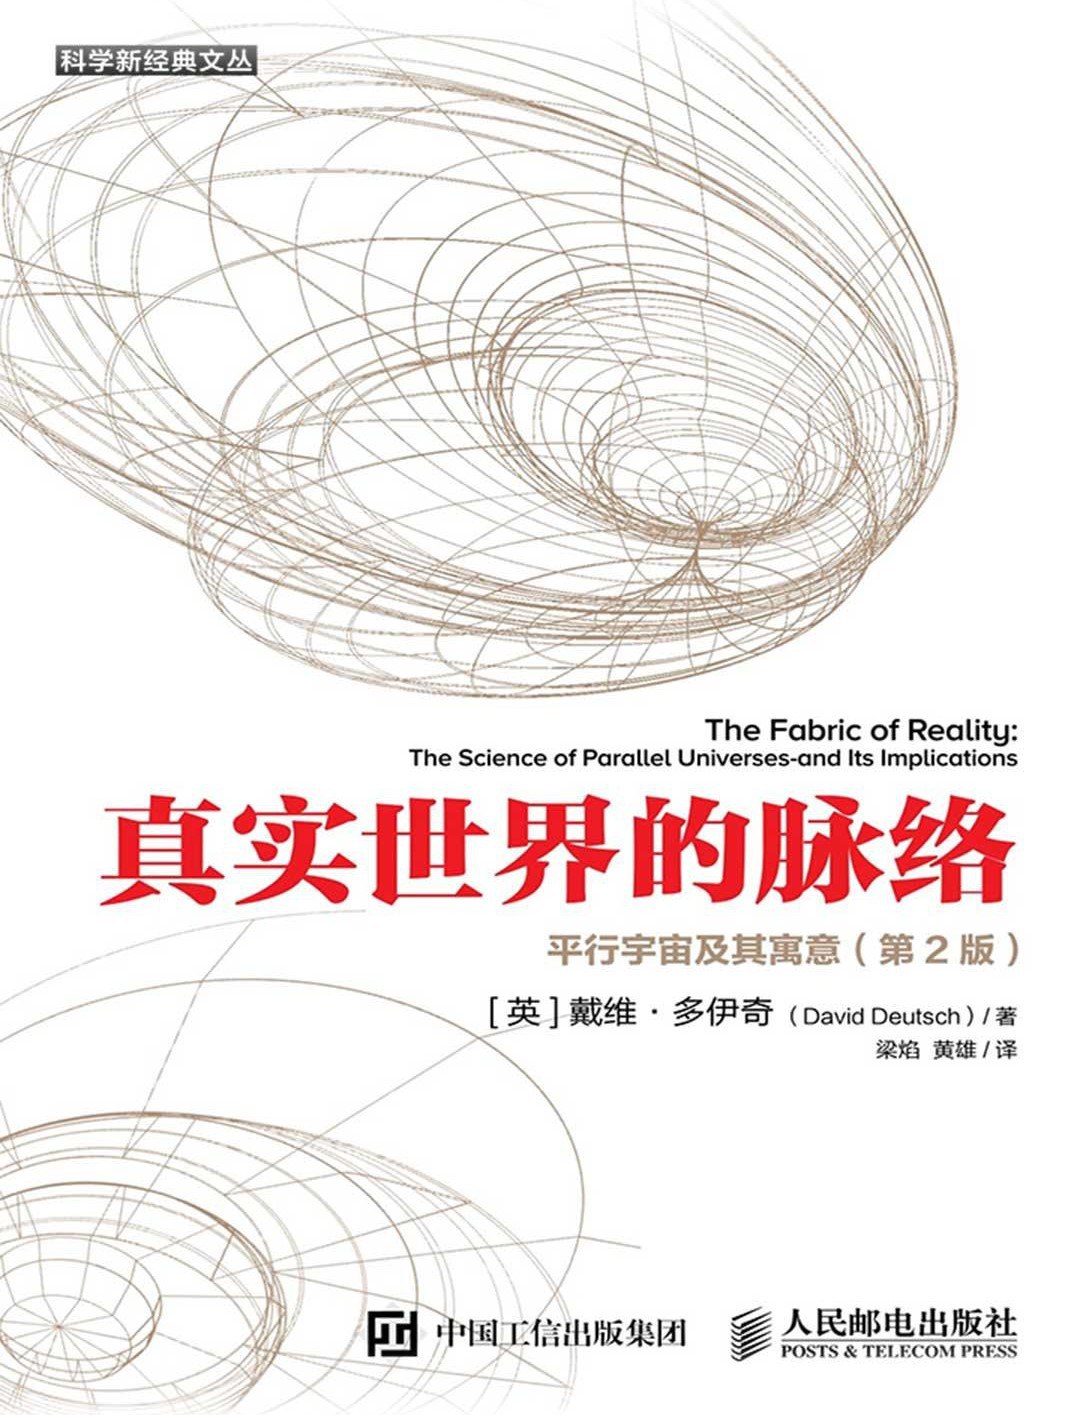 科学新经典文丛
The Fabric of Reality:
The Science of Parallel Universes-and Its Implications
真实世界的脉络
平行宇宙及其寓意（第2版）
[英]戴维·多伊奇（David Deutsch）/著
梁焰 黄雄/译
中国工信出版集团
人民邮电出版社
POSTS & TELECOM PRESS